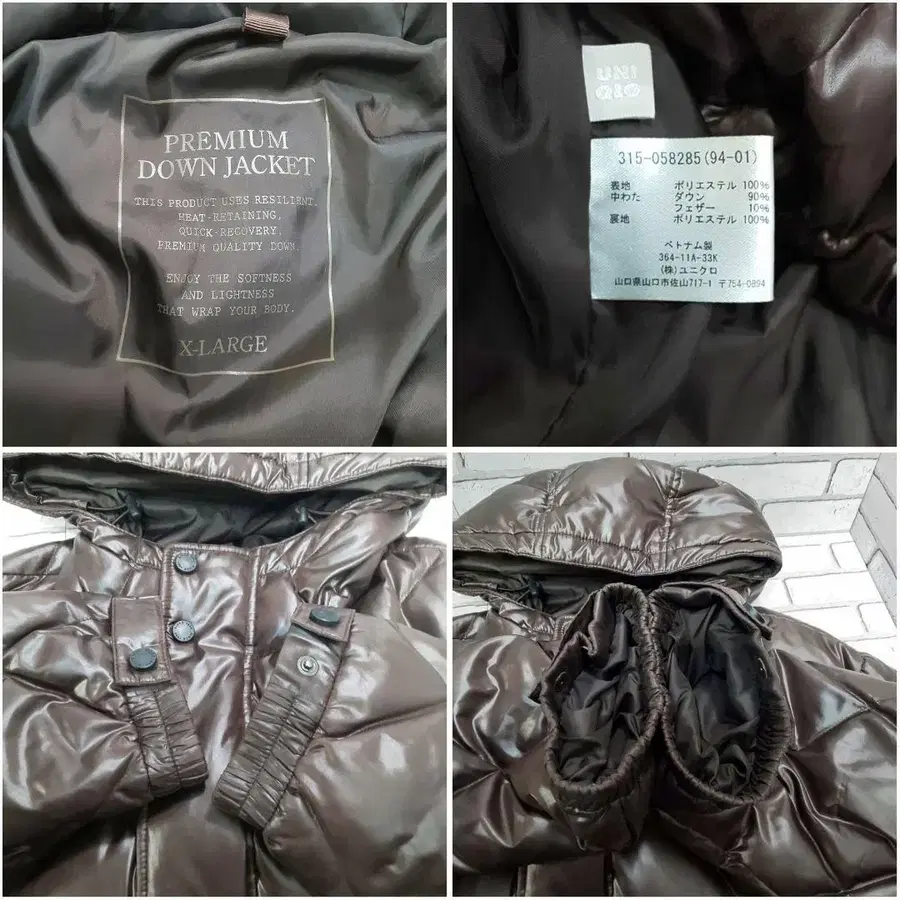 PREMIUM
DOWN JACKET
THIS PRODUCT USES RESILIENT,
HEAT-RETAINING,
QUICK-RECOVERY,
PREMIUM QUALITY DOWN.
ENJOY THE SOFTNESS
AND LIGHTNESS
THAT WRAP YOUR BODY.
X-LARGE
UNI
QLO
315-058285(94-01)
表地 ポリエステル 100%
中わた ダウン 90%
フェザー 10%
裏地 ポリエステル 100%
ベトナム製
364-11A-33K
(株)ユニクロ
山口県山口市佐山717-1 〒754-0894